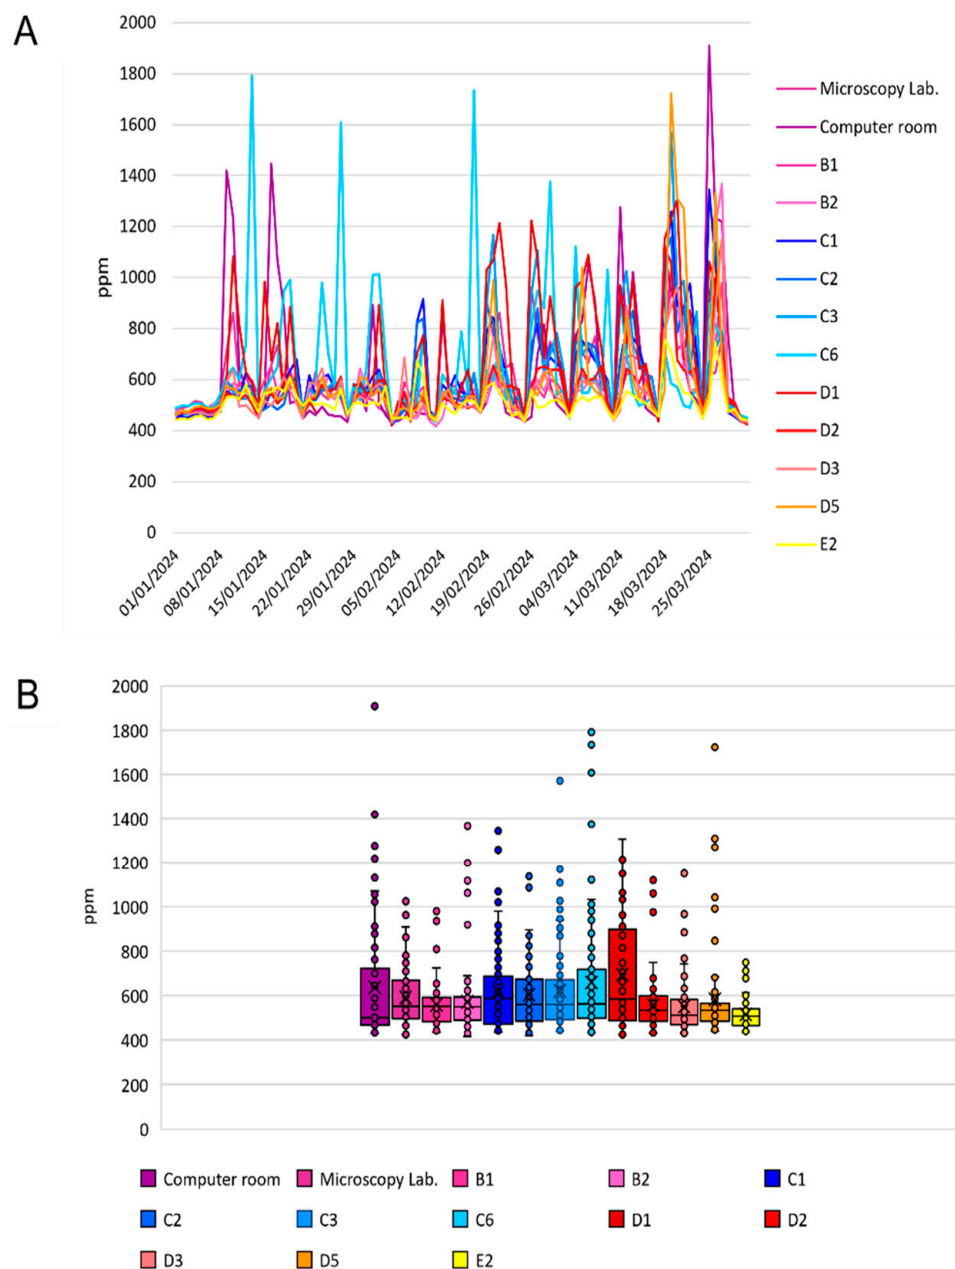 A
2000
1800
1600
1400
1200
1000
800
600
400
200
0
ppm
01/01/2024
08/01/2024
15/01/2024
22/01/2024
29/01/2024
05/02/2024
12/02/2024
19/02/2024
26/02/2024
04/03/2024
11/03/2024
18/03/2024
25/03/2024
Microscopy Lab.
Computer room
B1
B2
C1
C2
C3
C6
D1
D2
D3
D5
E2
B
2000
1800
1600
1400
1200
1000
800
600
400
200
0
ppm
Computer room Microscopy Lab. B1 B2 C1
C2 C3 C6 D1 D2
D3 D5 E2